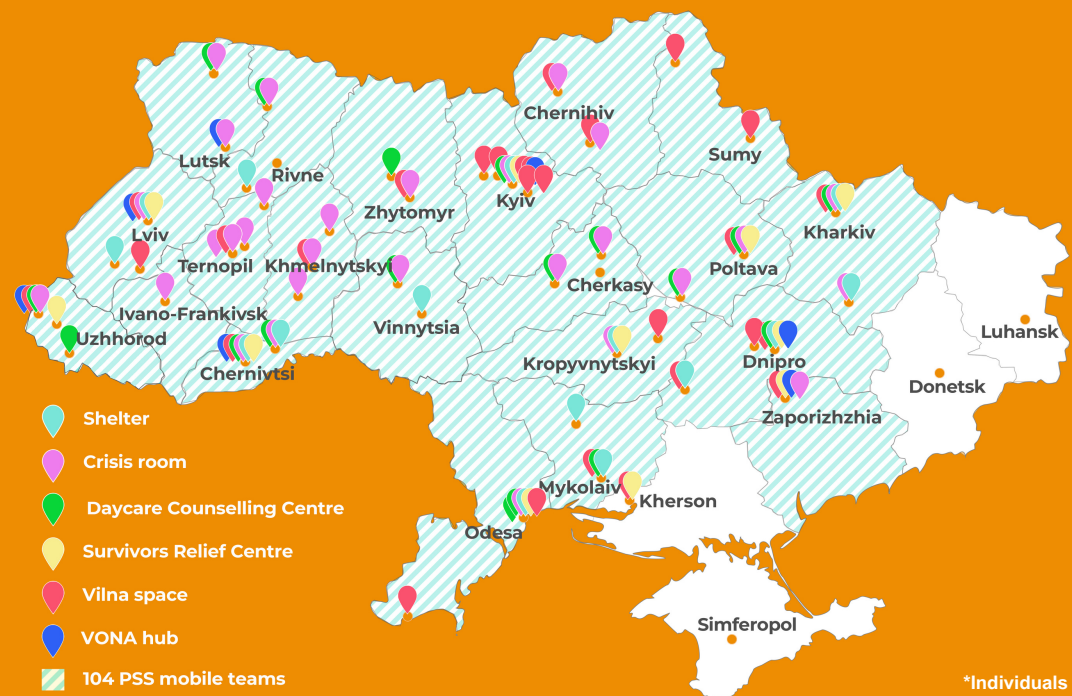 Chernihiv
Sumy
Lutsk
Rivne
Kyiv
Zhytomyr
Lviv
Kharkiv
Ternopil
Khmelnytskyi
Poltava
Cherkasy
Ivano-Frankivsk
Vinnytsia
Uzhhorod
Luhansk
Kropyvnytskyi
Dnipro
Chernivtsi
Donetsk
Zaporizhzhia
Mykolaiv
Kherson
Odesa
Simferopol
Shelter
Crisis room
Daycare Counselling Centre
Survivors Relief Centre
Vilna space
VONA hub
104 PSS mobile teams
*Individuals